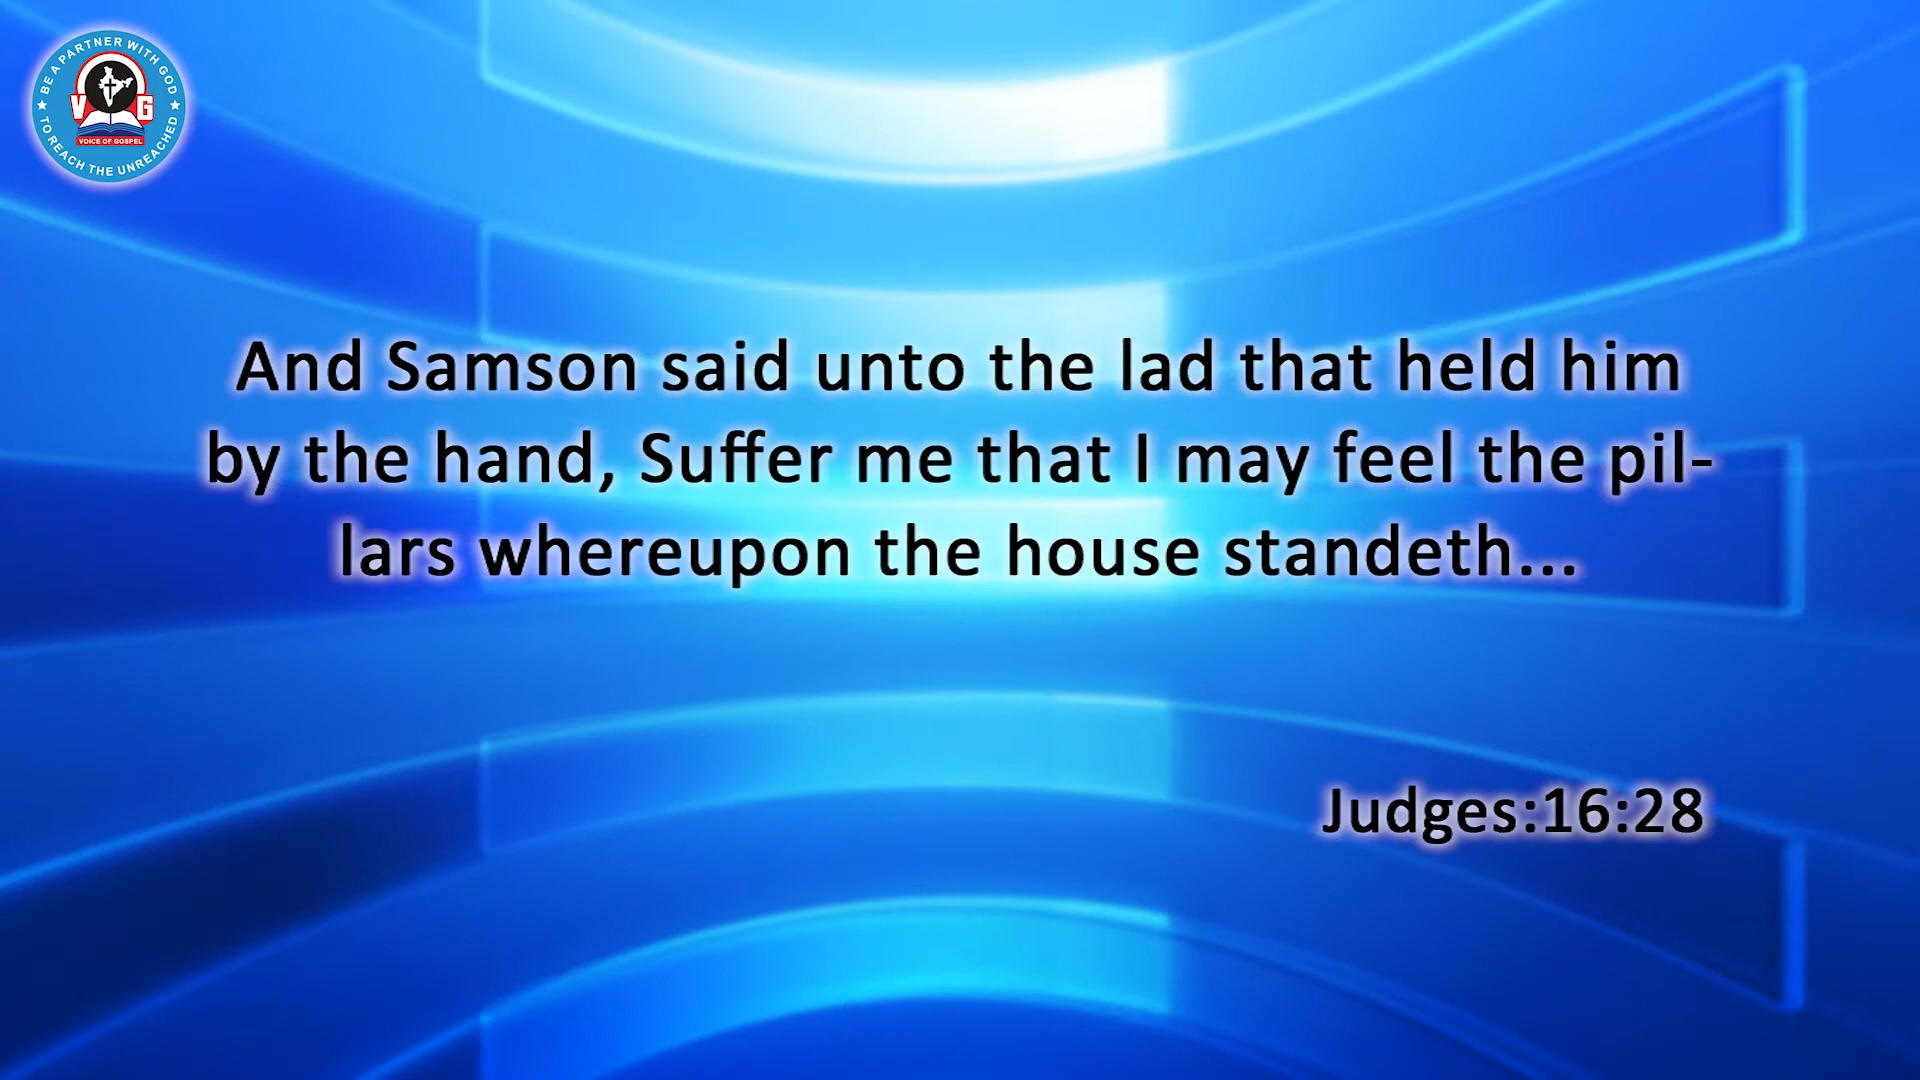 BE A PARTNER WITH GOD
V G
VOICE OF GOSPEL
TO REACH THE UNREACHED
And Samson said unto the lad that held him
by the hand, Suffer me that I may feel the pil-
lars whereupon the house standeth...
Judges:16:28